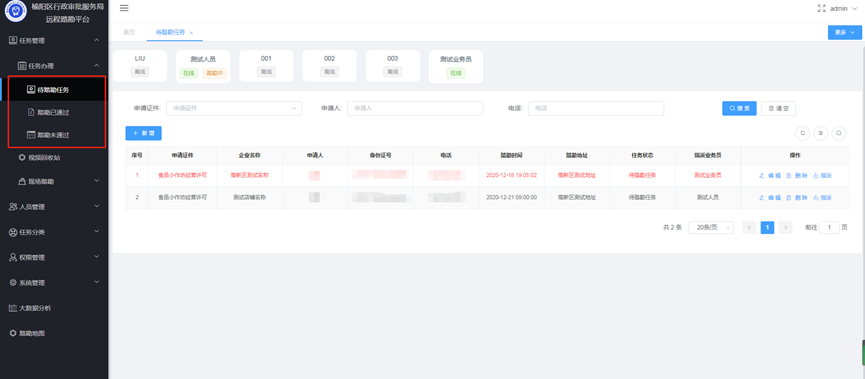 榆阳区行政审批服务局
远程踏勘平台
admin
任务管理
首页
待踏勘任务 ×
更多
任务办理
LIU
离线
测试人员
在线
踏勘中
001
离线
002
离线
003
离线
测试业务员
在线
待踏勘任务
踏勘已通过
踏勘未通过
视频回收站
现场踏勘
人员管理
任务分类
权限管理
系统管理
大数据分析
踏勘地图
申请证件: 申请证件
申请人: 申请人
电话: 电话
搜索
清空
+ 新增
序号 申请证件 企业名称 申请人 身份证号 电话 踏勘时间 踏勘地址 任务状态 指派业务员 操作
1 食品小作坊经营许可 高新区测试名称 2020-12-16 19:05:02 高新区测试地址 待踏勘任务 测试业务员 编辑 删除 指派
2 食品小作坊经营许可 测试店铺名称 2020-12-21 09:00:00 高新区测试地址 待踏勘任务 测试人员 编辑 删除 指派
共 2 条 20条/页 < 1 > 前往 1 页